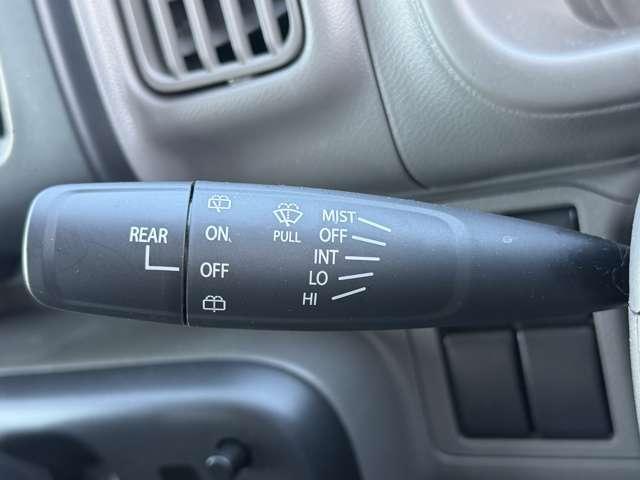 REAR
ON
OFF
PULL
MIST
OFF
INT
LO
HI